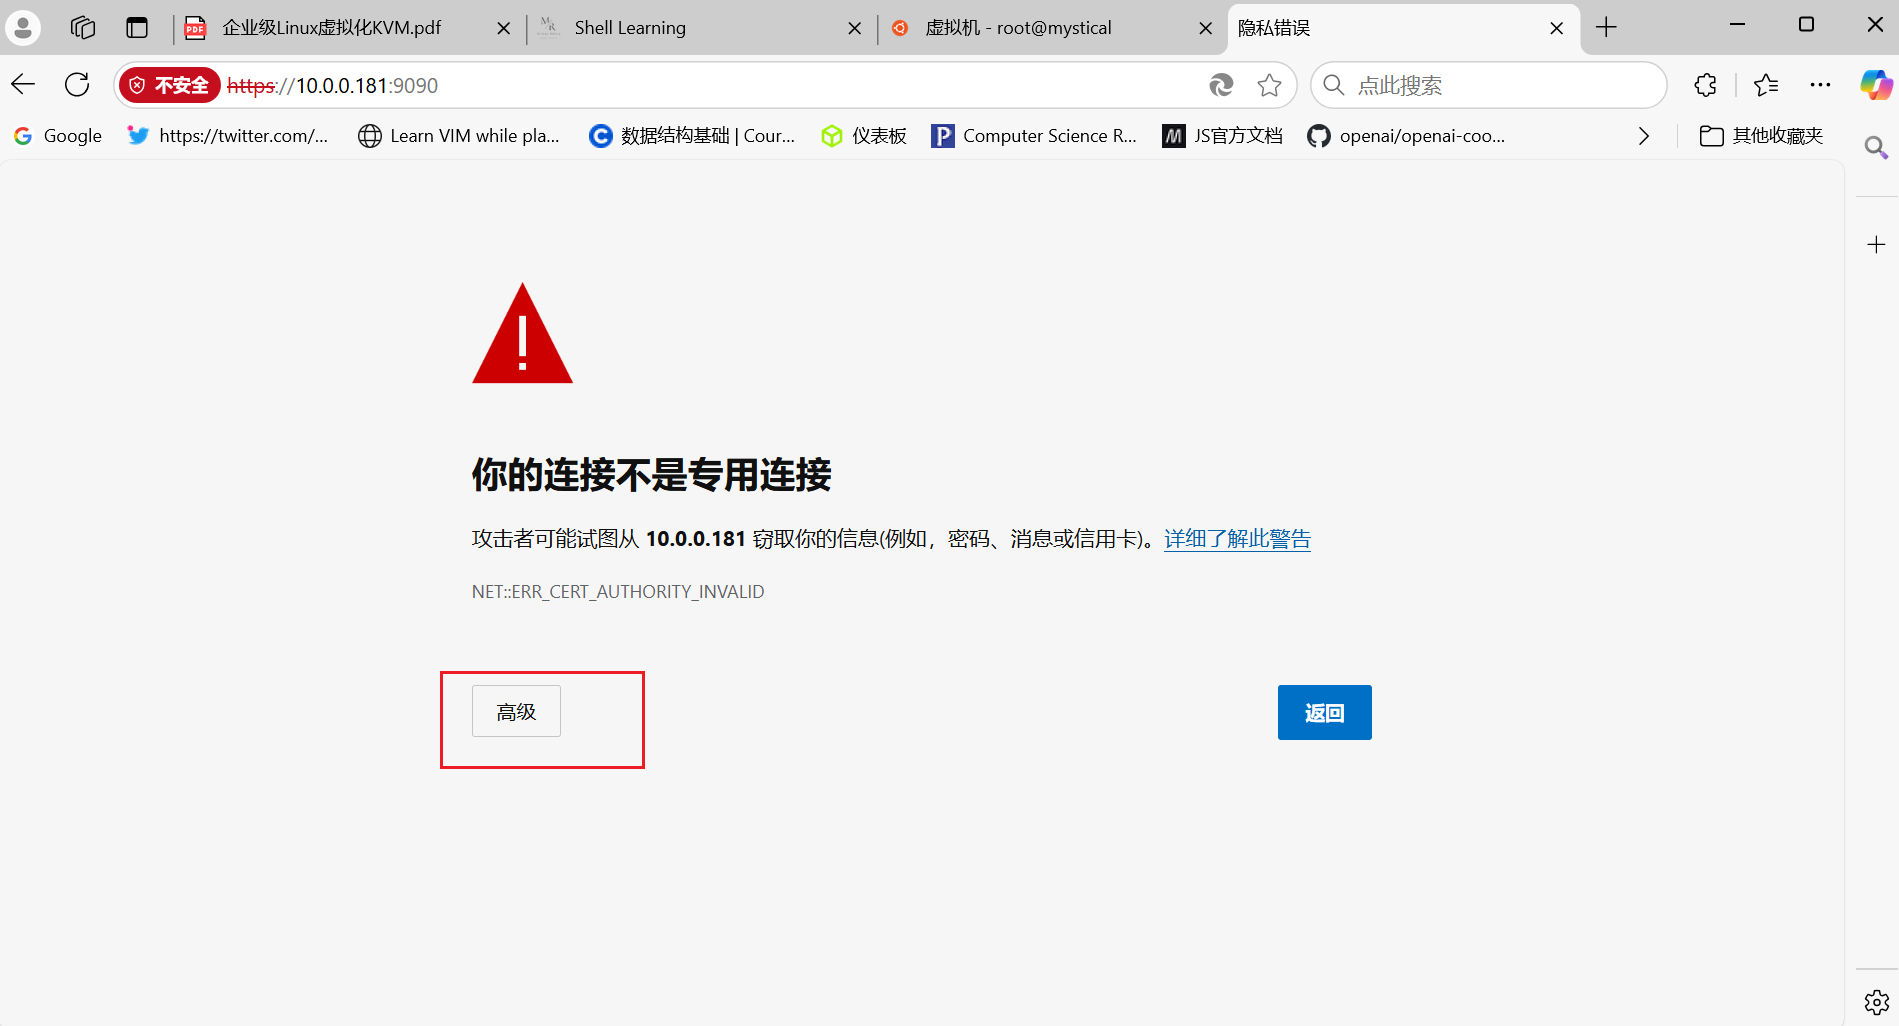 企业级Linux虚拟化KVM.pdf
Shell Learning
虚拟机 - root@mystical
隐私错误
不安全
https://10.0.0.181:9090
点此搜索
Google
https://twitter.com/...
Learn VIM while pla...
数据结构基础 | Cour...
仪表板
Computer Science R...
JS官方文档
openai/openai-coo...
其他收藏夹
你的连接不是专用连接
攻击者可能试图从 10.0.0.181 窃取你的信息(例如，密码、消息或信用卡)。详细了解此警告
NET::ERR_CERT_AUTHORITY_INVALID
高级
返回